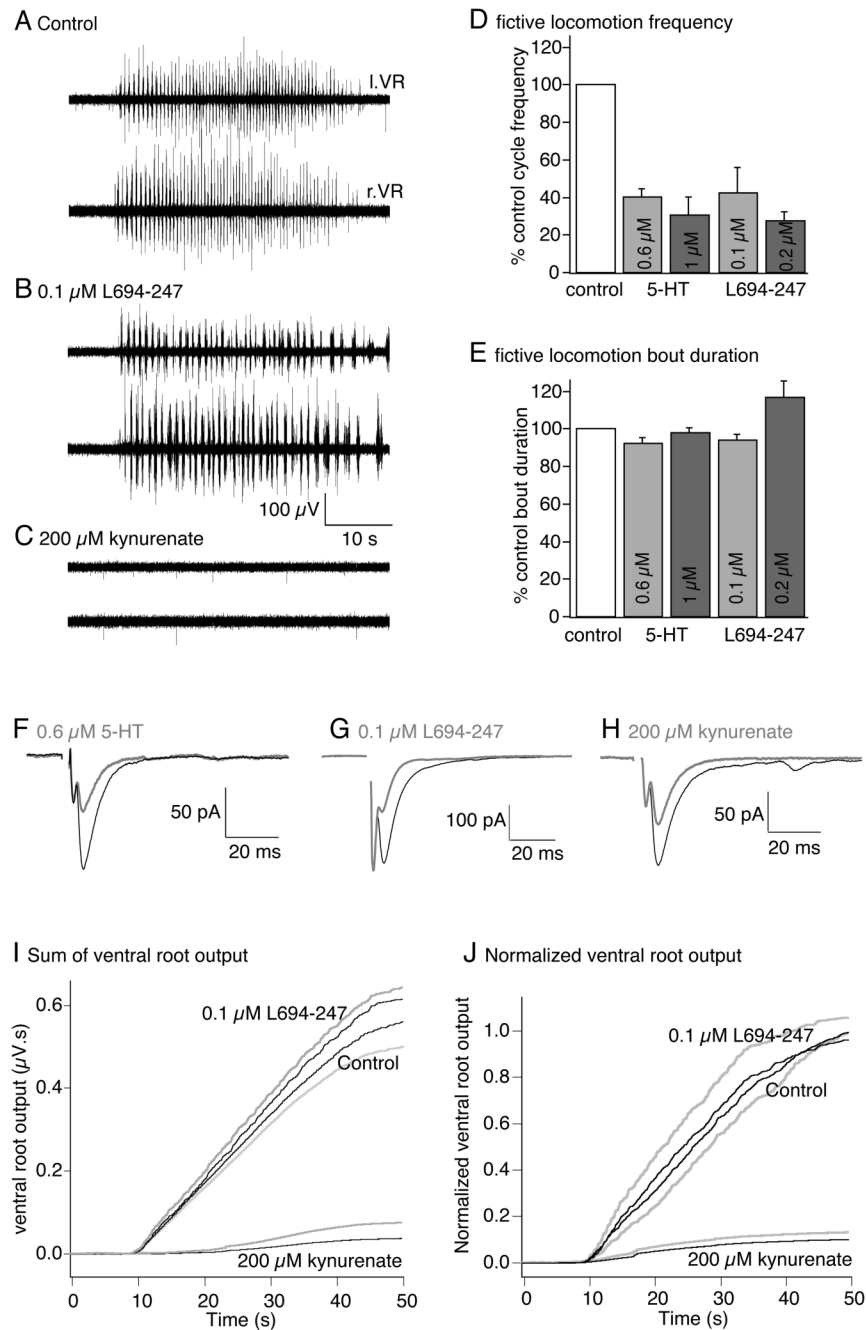 A Control
l.VR
r.VR
B 0.1 µM L694-247
100 µV
10 s
C 200 µM kynurenate
D fictive locomotion frequency
% control cycle frequency
120
100
80
60
40
20
0
0.6 µM
1 µM
0.1 µM
0.2 µM
control 5-HT L694-247
E fictive locomotion bout duration
% control bout duration
120
100
80
60
40
20
0
0.6 µM
1 µM
0.1 µM
0.2 µM
control 5-HT L694-247
F 0.6 µM 5-HT
50 pA
20 ms
G 0.1 µM L694-247
100 pA
20 ms
H 200 µM kynurenate
50 pA
20 ms
I Sum of ventral root output
ventral root output (µV.s)
0.6
0.4
0.2
0.0
0.1 µM L694-247
Control
200 µM kynurenate
0 10 20 30 40 50
Time (s)
J Normalized ventral root output
Normalized ventral root output
1.0
0.8
0.6
0.4
0.2
0.0
0.1 µM L694-247
Control
200 µM kynurenate
0 10 20 30 40 50
Time (s)